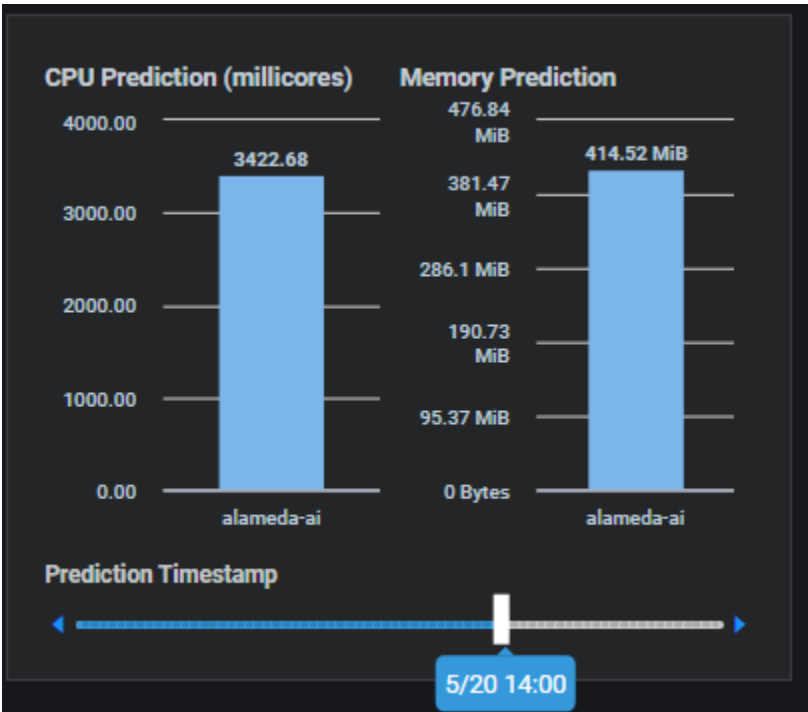 CPU Prediction (millicores)
4000.00
3422.68
3000.00
2000.00
1000.00
0.00
alameda-ai
Memory Prediction
476.84
MiB
414.52 MiB
381.47
MiB
286.1 MiB
190.73
MiB
95.37 MiB
0 Bytes
alameda-ai
Prediction Timestamp
5/20 14:00